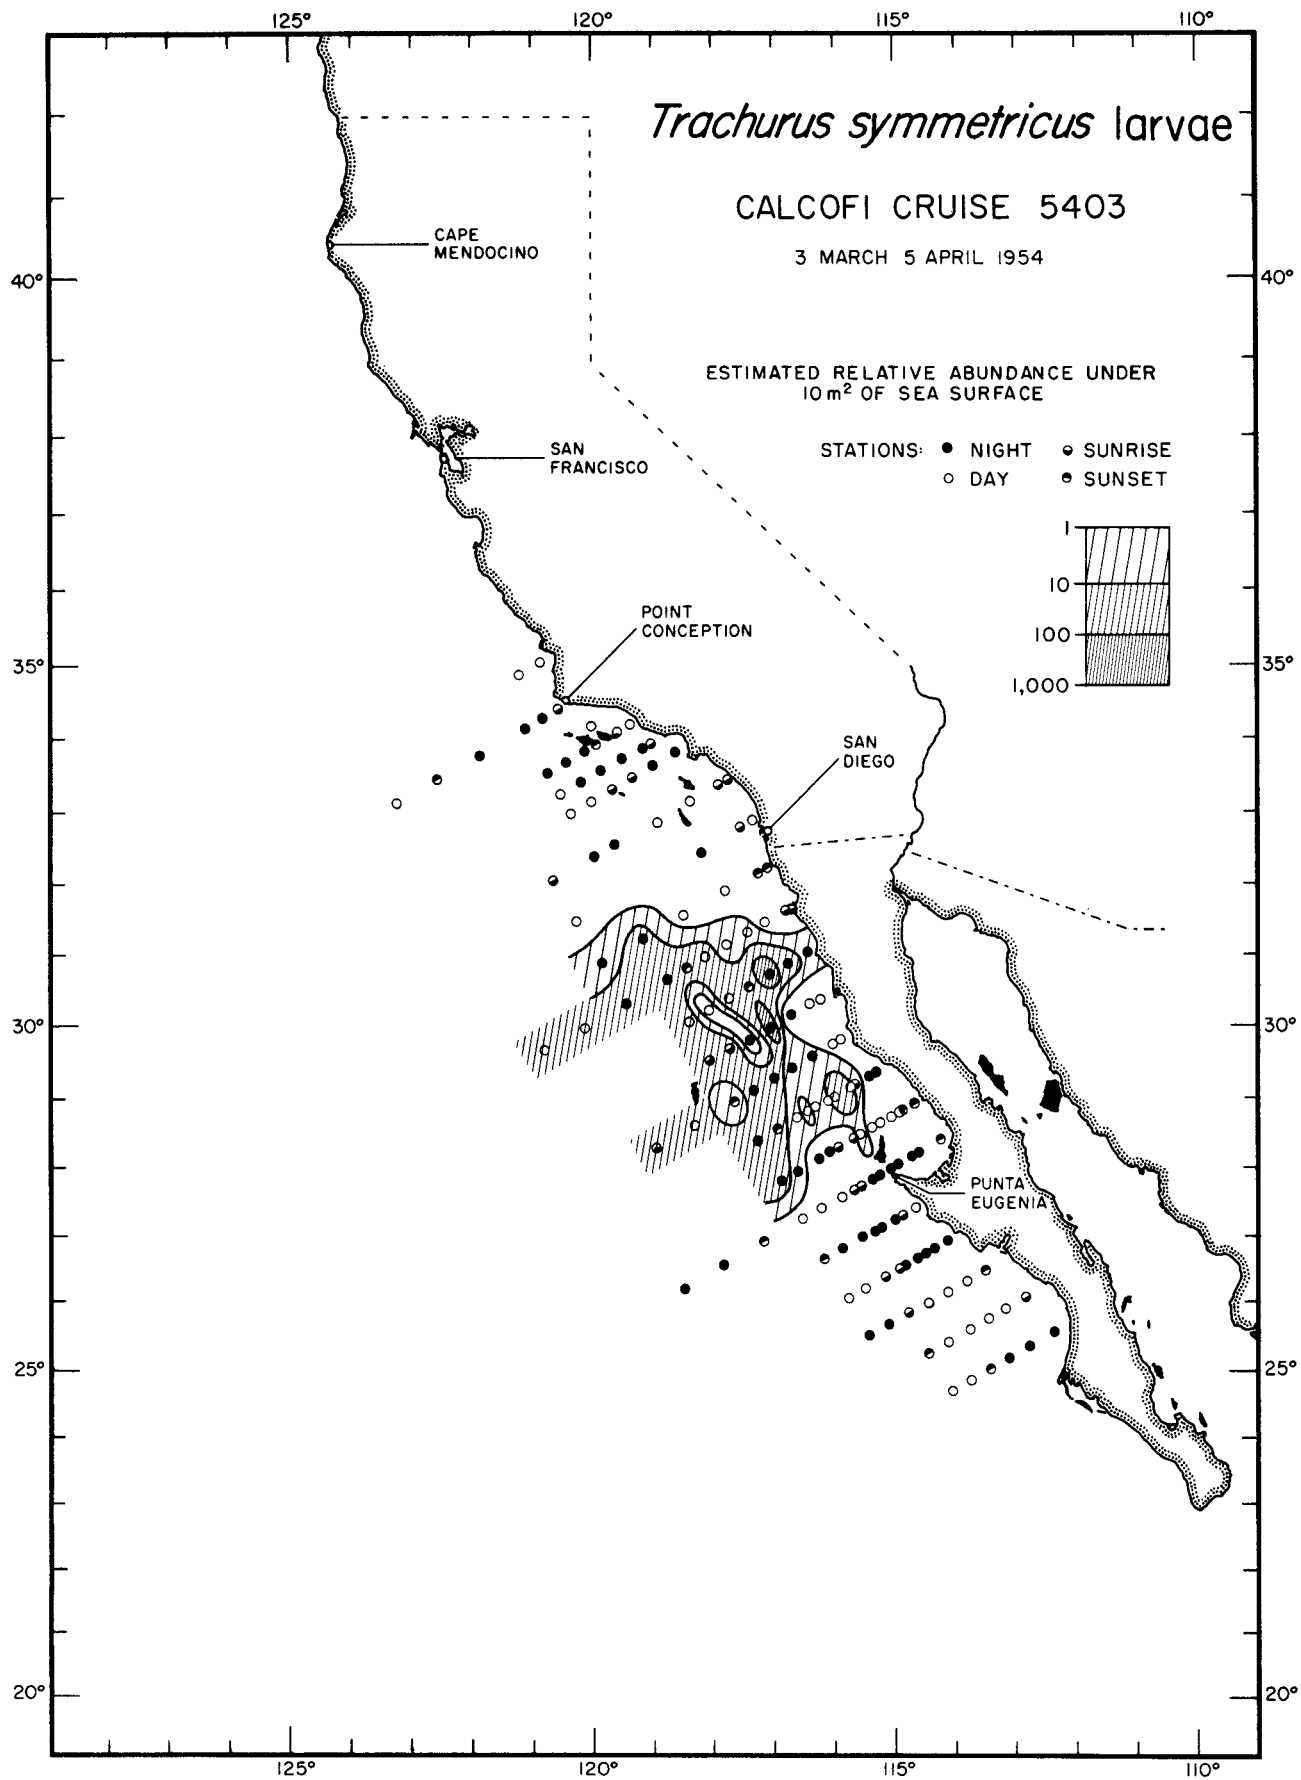 125° 120° 115° 110°
Trachurus symmetricus larvae
CALCOFI CRUISE 5403
3 MARCH 5 APRIL 1954
CAPE
MENDOCINO
40° 40°
ESTIMATED RELATIVE ABUNDANCE UNDER
10 m² OF SEA SURFACE
STATIONS: NIGHT SUNRISE
DAY SUNSET
SAN
FRANCISCO
1
10
100
1,000
POINT
CONCEPTION
35° 35°
SAN
DIEGO
30° 30°
PUNTA
EUGENIA
25° 25°
20° 20°
125° 120° 115° 110°